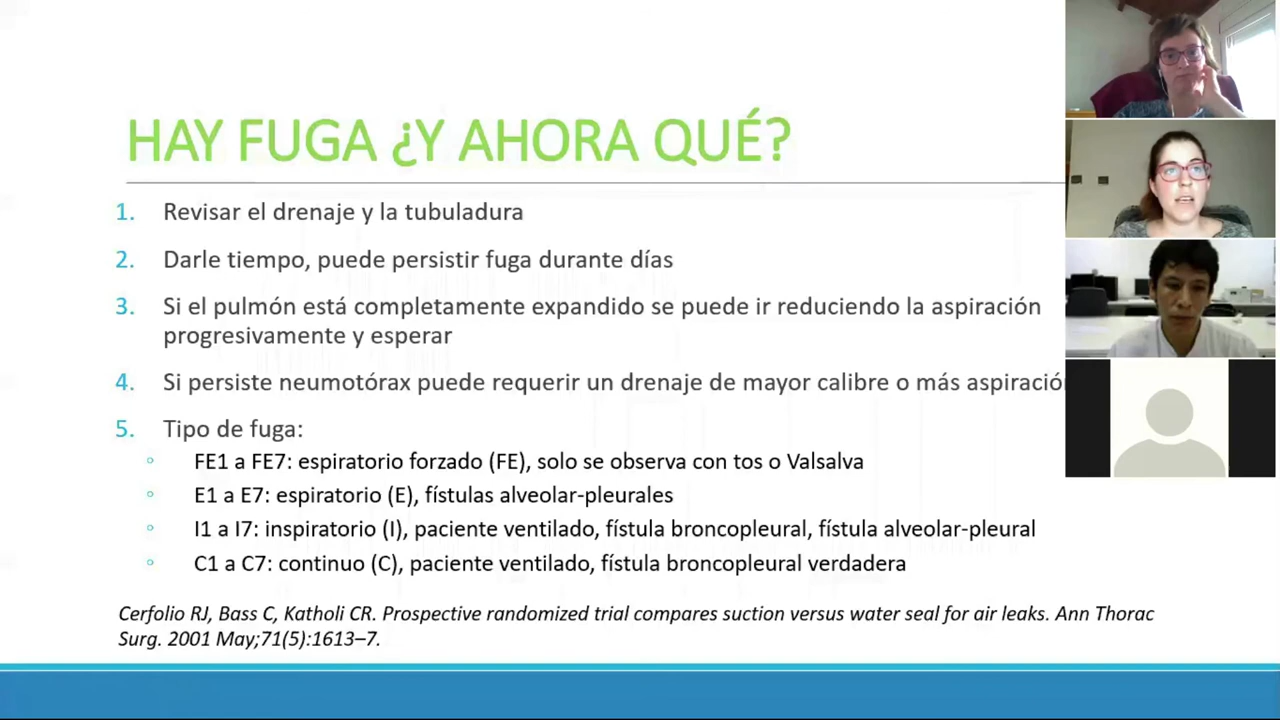 HAY FUGA ¿Y AHORA QUÉ?
1. Revisar el drenaje y la tubuladura
2. Darle tiempo, puede persistir fuga durante días
3. Si el pulmón está completamente expandido se puede ir reduciendo la aspiración
progresivamente y esperar
4. Si persiste neumotórax puede requerir un drenaje de mayor calibre o más aspiración
5. Tipo de fuga:
◦ FE1 a FE7: espiratorio forzado (FE), solo se observa con tos o Valsalva
◦ E1 a E7: espiratorio (E), fístulas alveolar-pleurales
◦ I1 a I7: inspiratorio (I), paciente ventilado, fístula broncopleural, fístula alveolar-pleural
◦ C1 a C7: continuo (C), paciente ventilado, fístula broncopleural verdadera
Cerfolio RJ, Bass C, Katholi CR. Prospective randomized trial compares suction versus water seal for air leaks. Ann Thorac
Surg. 2001 May;71(5):1613–7.